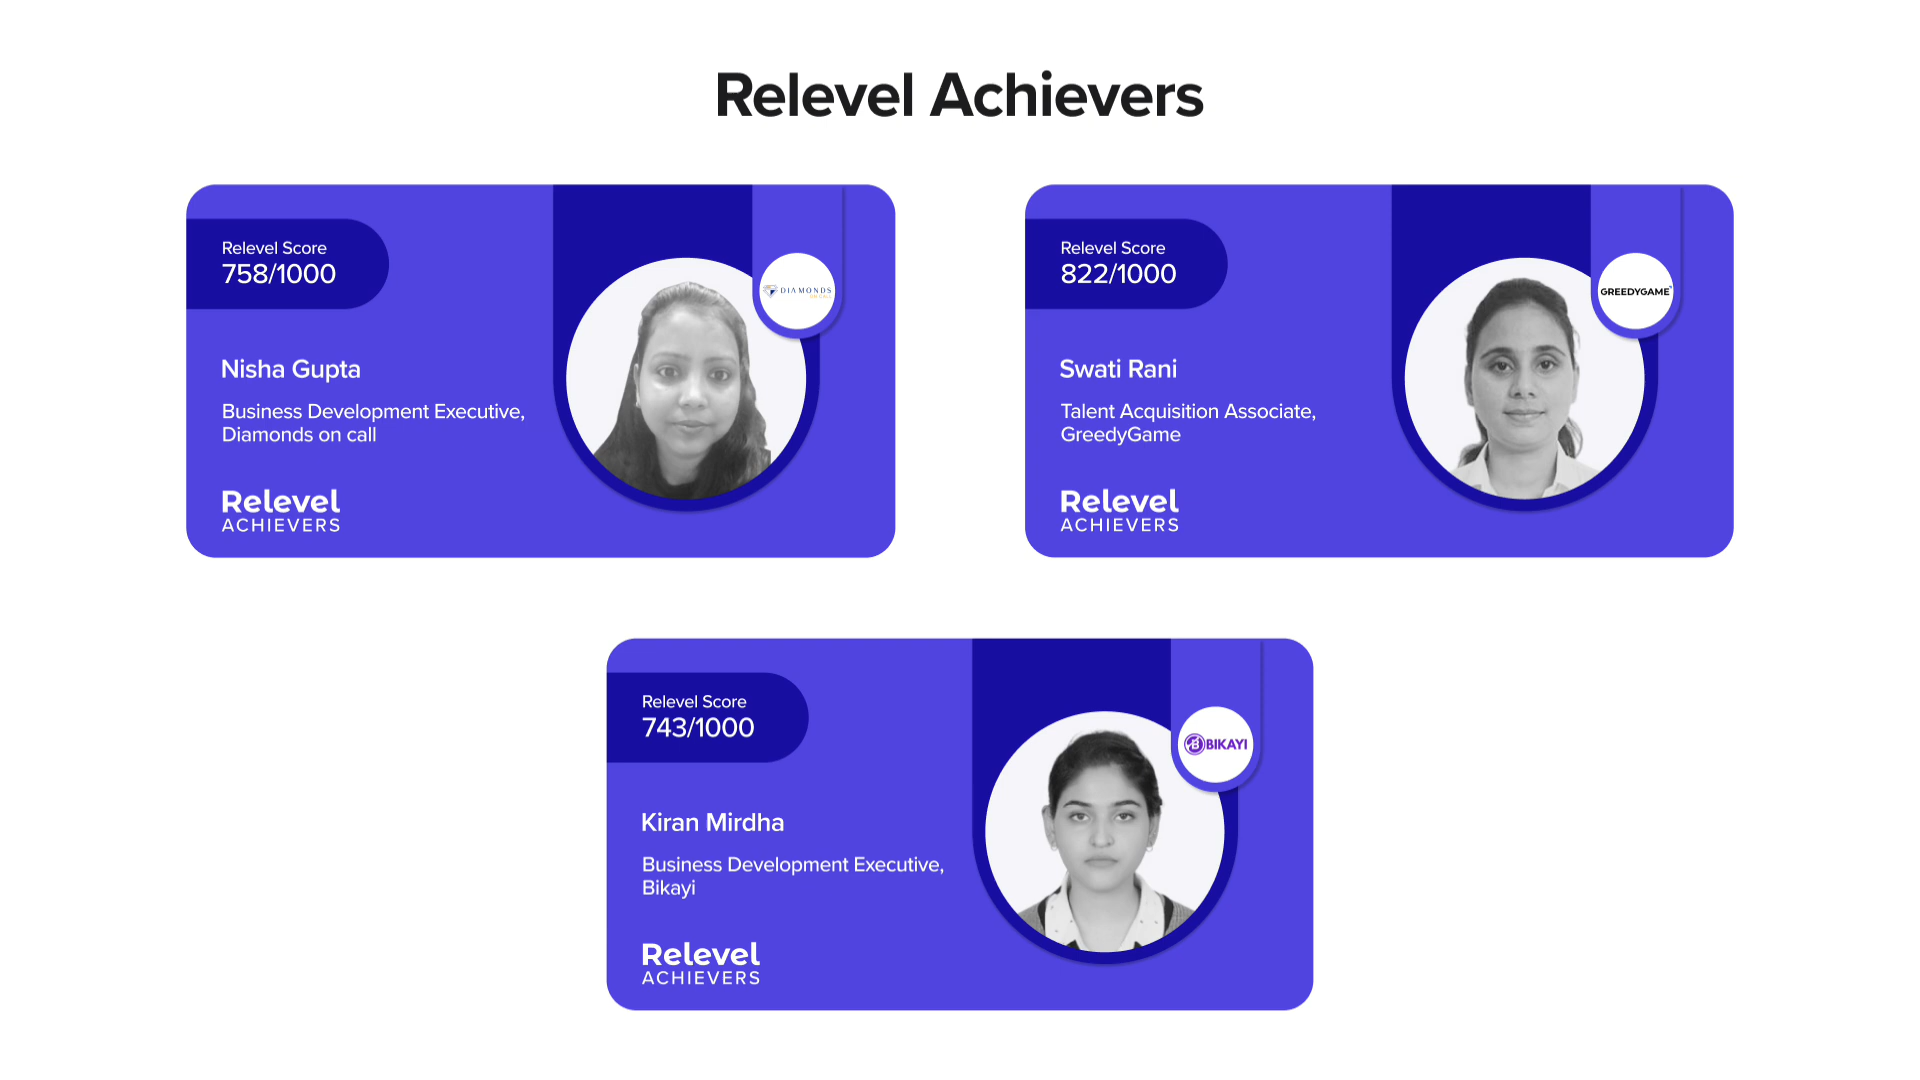 Relevel Achievers
Relevel Score
758/1000
DIAMONDS
ON CALL
Nisha Gupta
Business Development Executive,
Diamonds on call
Relevel
ACHIEVERS
Relevel Score
822/1000
GREEDYGAME
Swati Rani
Talent Acquisition Associate,
GreedyGame
Relevel
ACHIEVERS
Relevel Score
743/1000
BIKAYI
Kiran Mirdha
Business Development Executive,
Bikayi
Relevel
ACHIEVERS